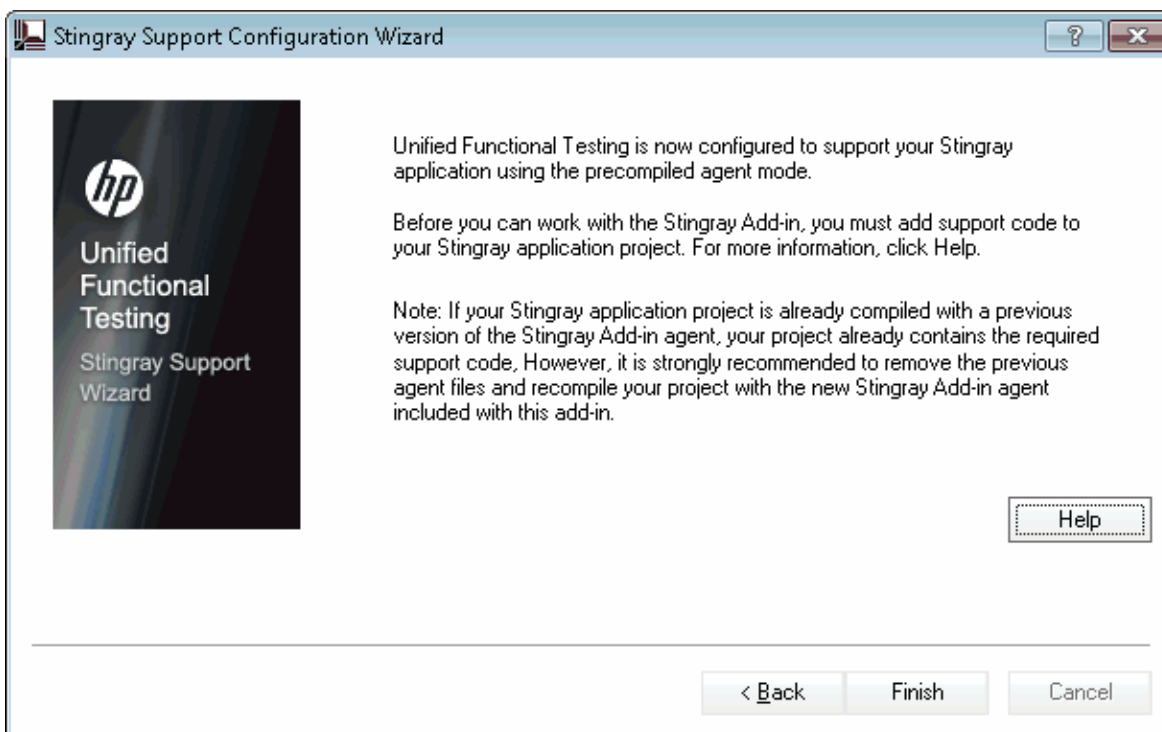 Stingray Support Configuration Wizard
?
hp
Unified
Functional
Testing
Stingray Support
Wizard
Unified Functional Testing is now configured to support your Stingray
application using the precompiled agent mode.
Before you can work with the Stingray Add-in, you must add support code to
your Stingray application project. For more information, click Help.
Note: If your Stingray application project is already compiled with a previous
version of the Stingray Add-in agent, your project already contains the required
support code, However, it is strongly recommended to remove the previous
agent files and recompile your project with the new Stingray Add-in agent
included with this add-in.
Help
< Back
Finish
Cancel